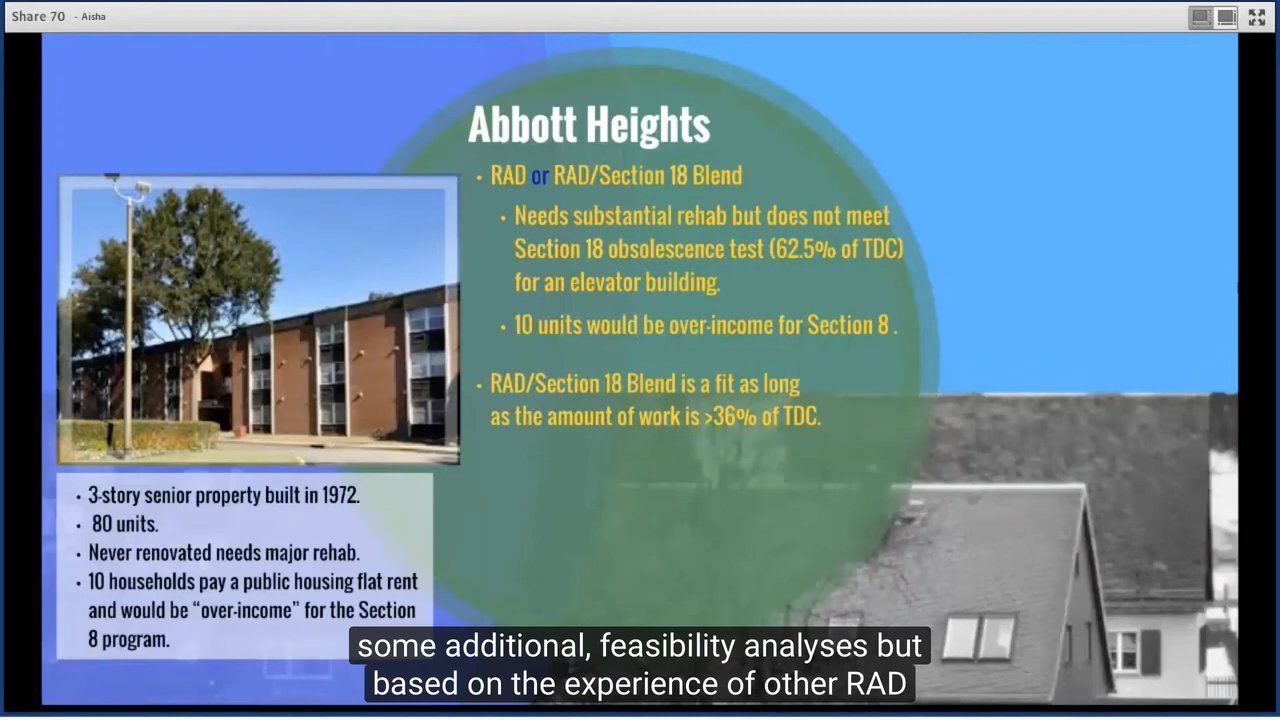 Share 70 - Aisha
Abbott Heights
• RAD or RAD/Section 18 Blend
• Needs substantial rehab but does not meet
Section 18 obsolescence test (62.5% of TDC)
for an elevator building.
• 10 units would be over-income for Section 8 .
• RAD/Section 18 Blend is a fit as long
as the amount of work is >36% of TDC.
• 3-story senior property built in 1972.
• 80 units.
• Never renovated needs major rehab.
• 10 households pay a public housing flat rent
and would be “over-income” for the Section
8 program.
some additional, feasibility analyses but
based on the experience of other RAD